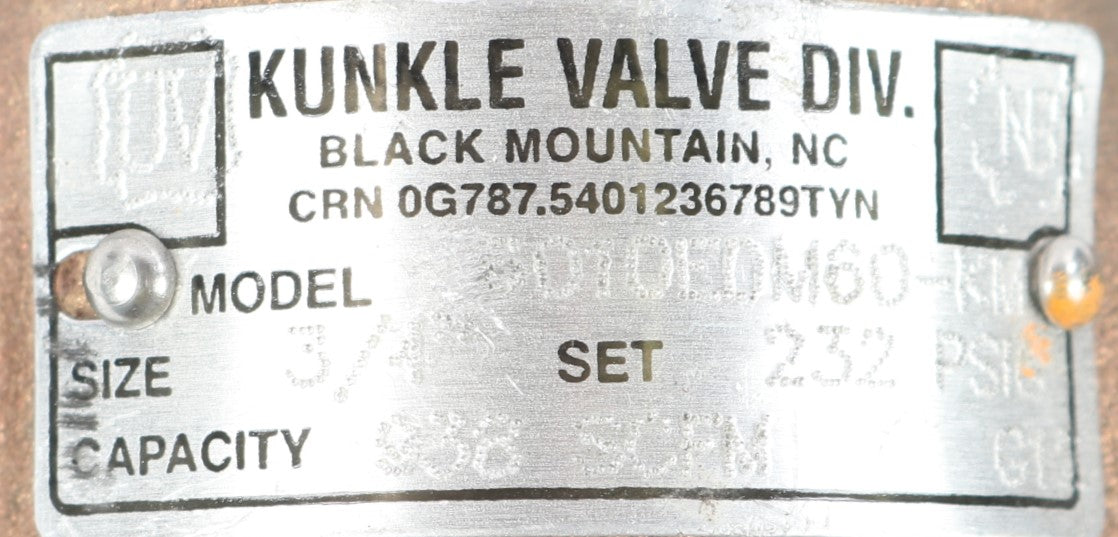 KUNKLE VALVE DIV.
BLACK MOUNTAIN, NC
CRN 0G787.5401236789TYN
MODEL
SIZE SET 232 PSIG
CAPACITY SCFM